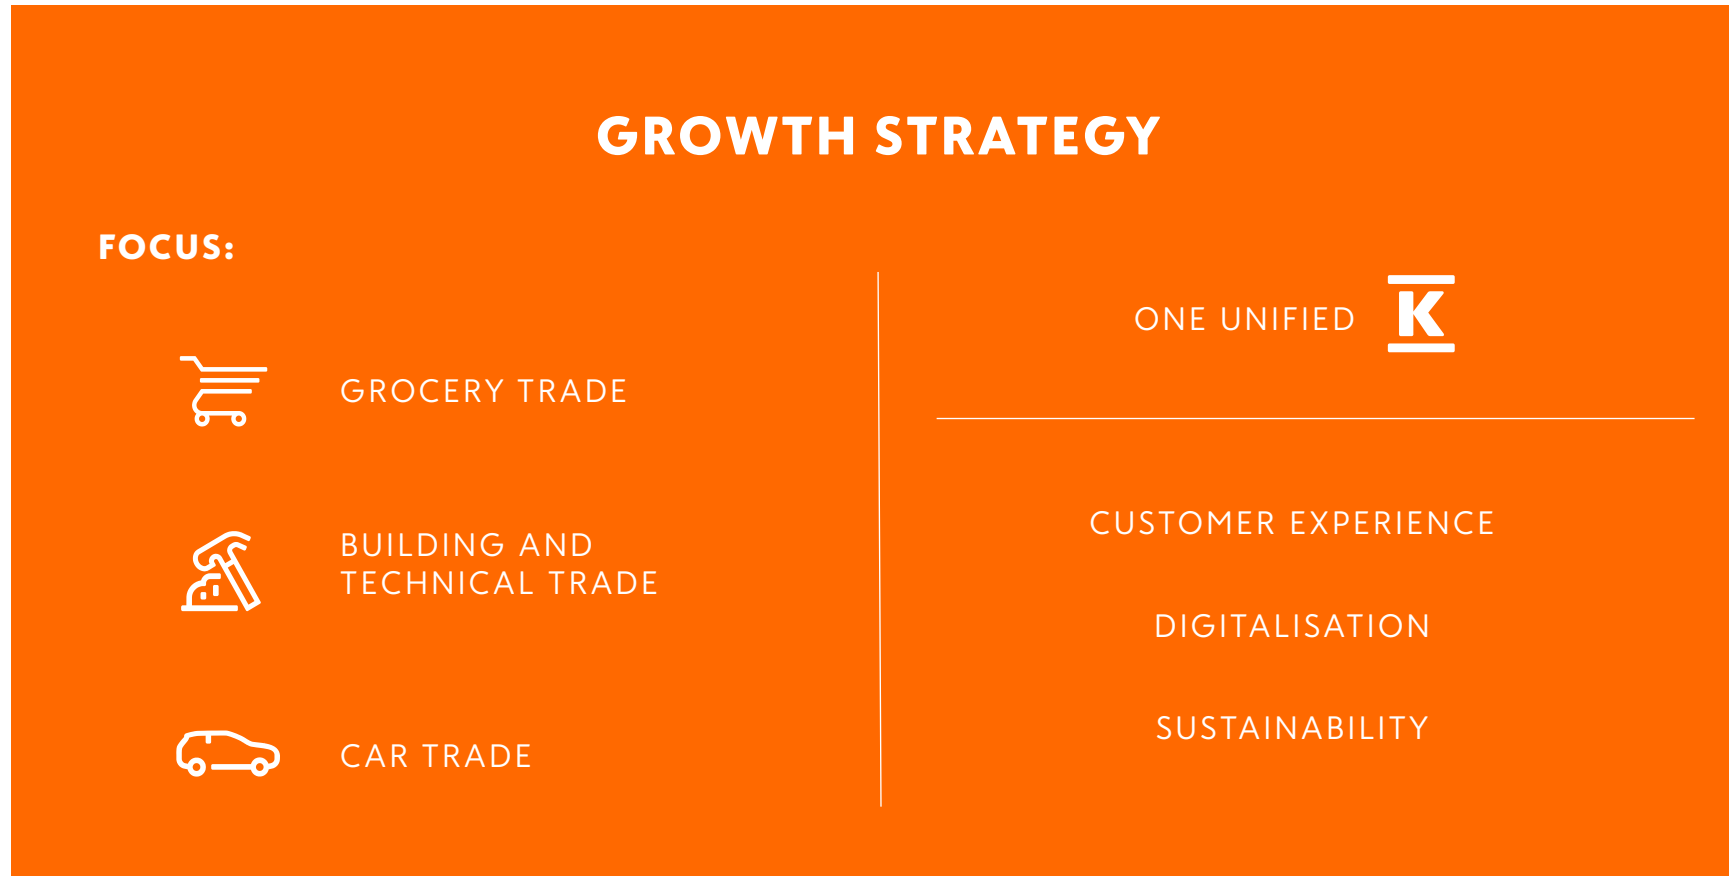 GROWTH STRATEGY
FOCUS:
GROCERY TRADE
BUILDING AND
TECHNICAL TRADE
CAR TRADE
ONE UNIFIED K
CUSTOMER EXPERIENCE
DIGITALISATION
SUSTAINABILITY